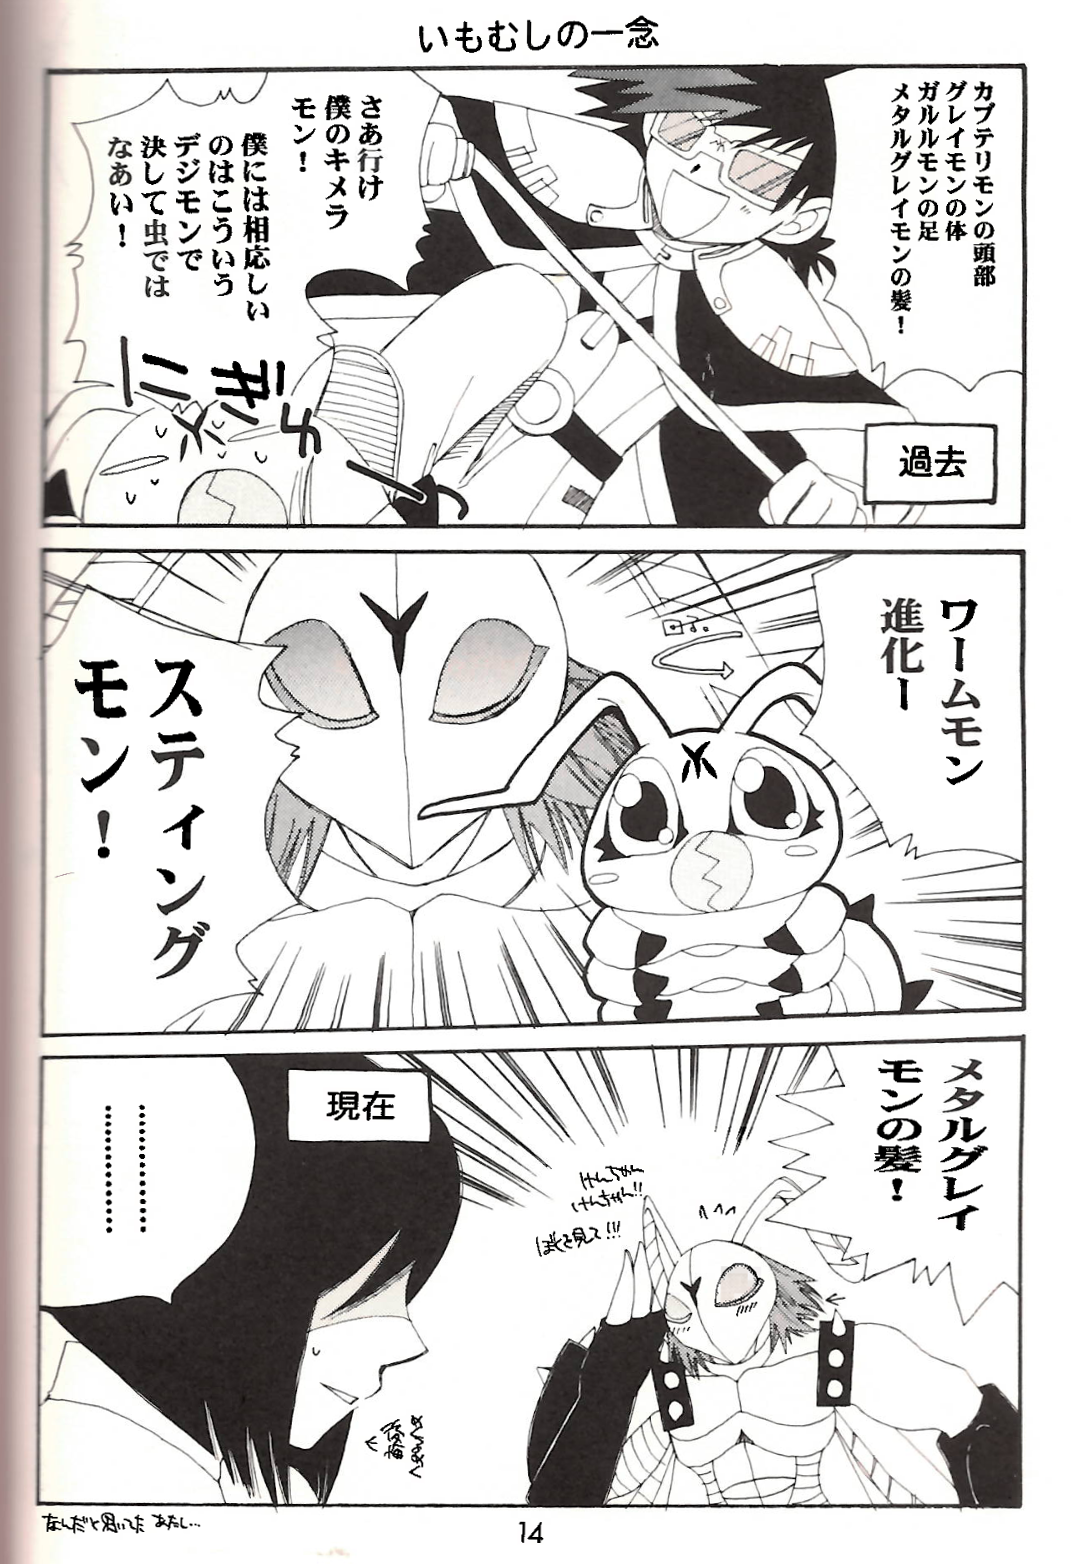 いもむしの一念
カブテリモンの頭部
グレイモンの体
ガルルモンの足
メタルグレイモンの髪!
さあ行け
僕のキメラ
モン!
僕には相応しい
のはこういう
デジモンで
決して虫では
なあい!
過去
ワームモン
進化ー
スティング
モン!
メタルグレイ
モンの髪!
現在
…………
…………
けんちゃん
けんちゃん!!
ぼくを見て!!!
後悔
14